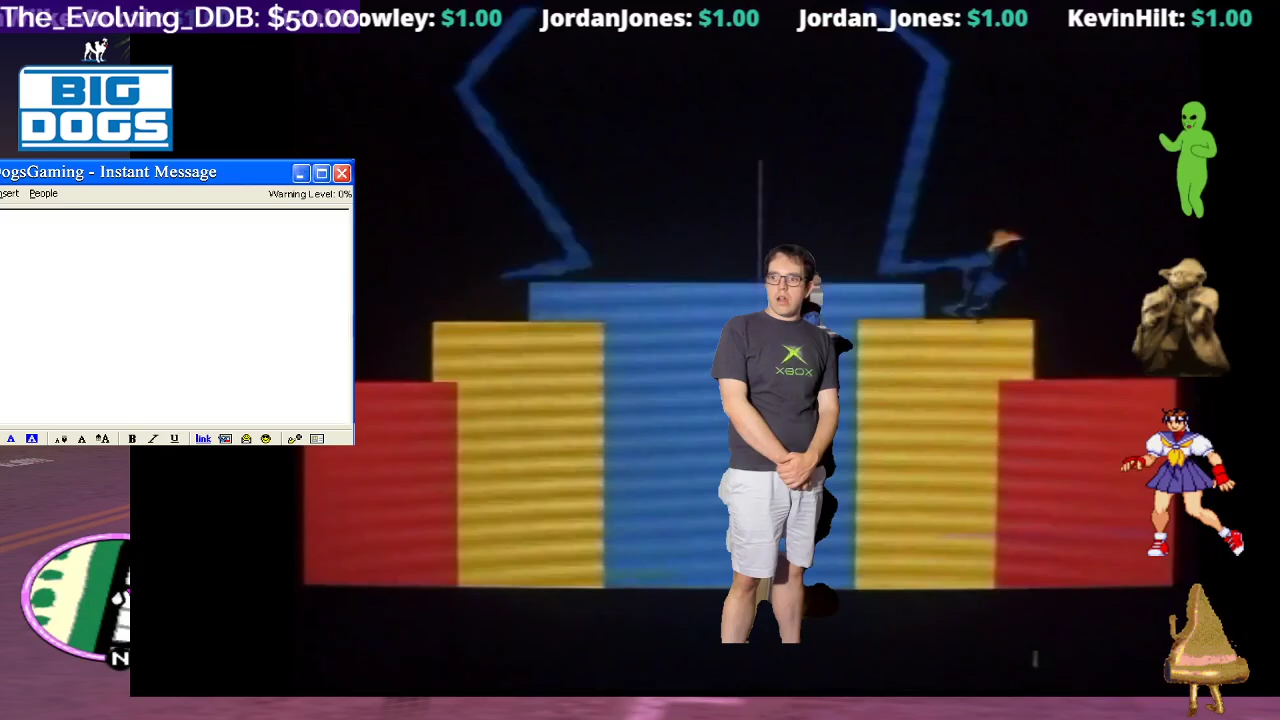 The_Evolving_DDB: $50.00 owley: $1.00 JordanJones: $1.00 Jordan_Jones: $1.00 KevinHilt: $1.00
BIG
DOGS
ogsGaming - Instant Message
nsert People Warning Level: 0%
A A A A A B I U link
XBOX
N